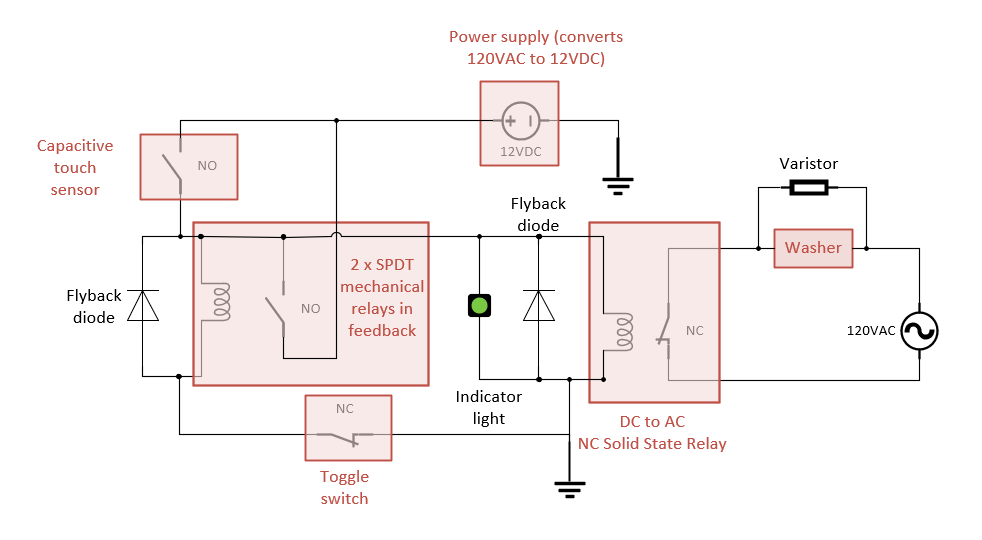 Power supply (converts
120VAC to 12VDC)
12VDC
Capacitive
touch
sensor
NO
Varistor
Washer
Flyback
diode
2 x SPDT
mechanical
relays in
feedback
NO
Flyback
diode
NC
120VAC
Indicator
light
DC to AC
NC Solid State Relay
NC
Toggle
switch